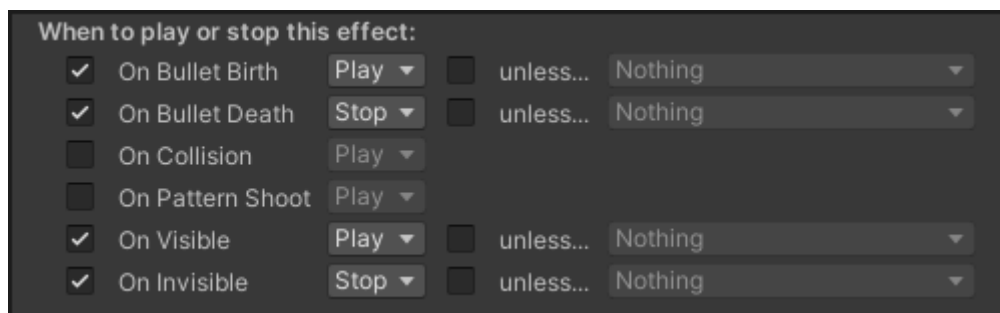 When to play or stop this effect:
On Bullet Birth Play unless... Nothing
On Bullet Death Stop unless... Nothing
On Collision Play
On Pattern Shoot Play
On Visible Play unless... Nothing
On Invisible Stop unless... Nothing